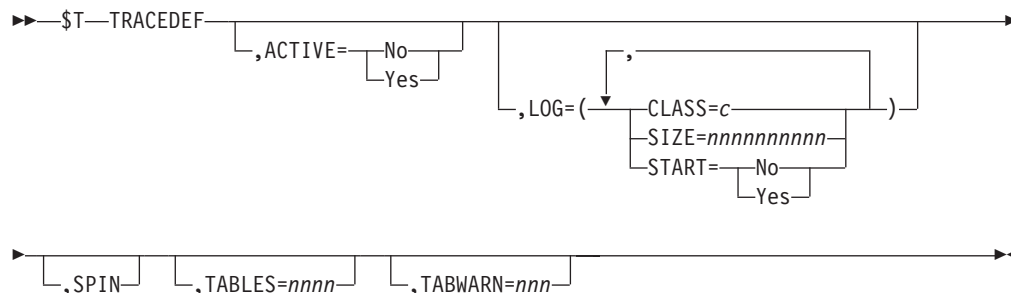 $T TRACEDEF
,ACTIVE= No
Yes
,
,LOG=( CLASS=c )
SIZE=nnnnnnnnnn
START= No
Yes
,SPIN ,TABLES=nnnn ,TABWARN=nnn